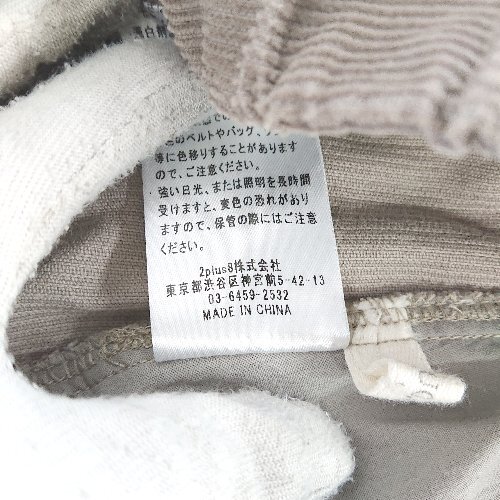 色のベルトやバッグ、
等に色移りすることがあります
ので、ご注意ください。
強い日光、または照明を長時間
受けますと、変色の恐れがあり
ますので、保管の際にはご注意
ください。
2plus8株式会社
東京都渋谷区神宮前5-42-13
03-6459-2532
MADE IN CHINA